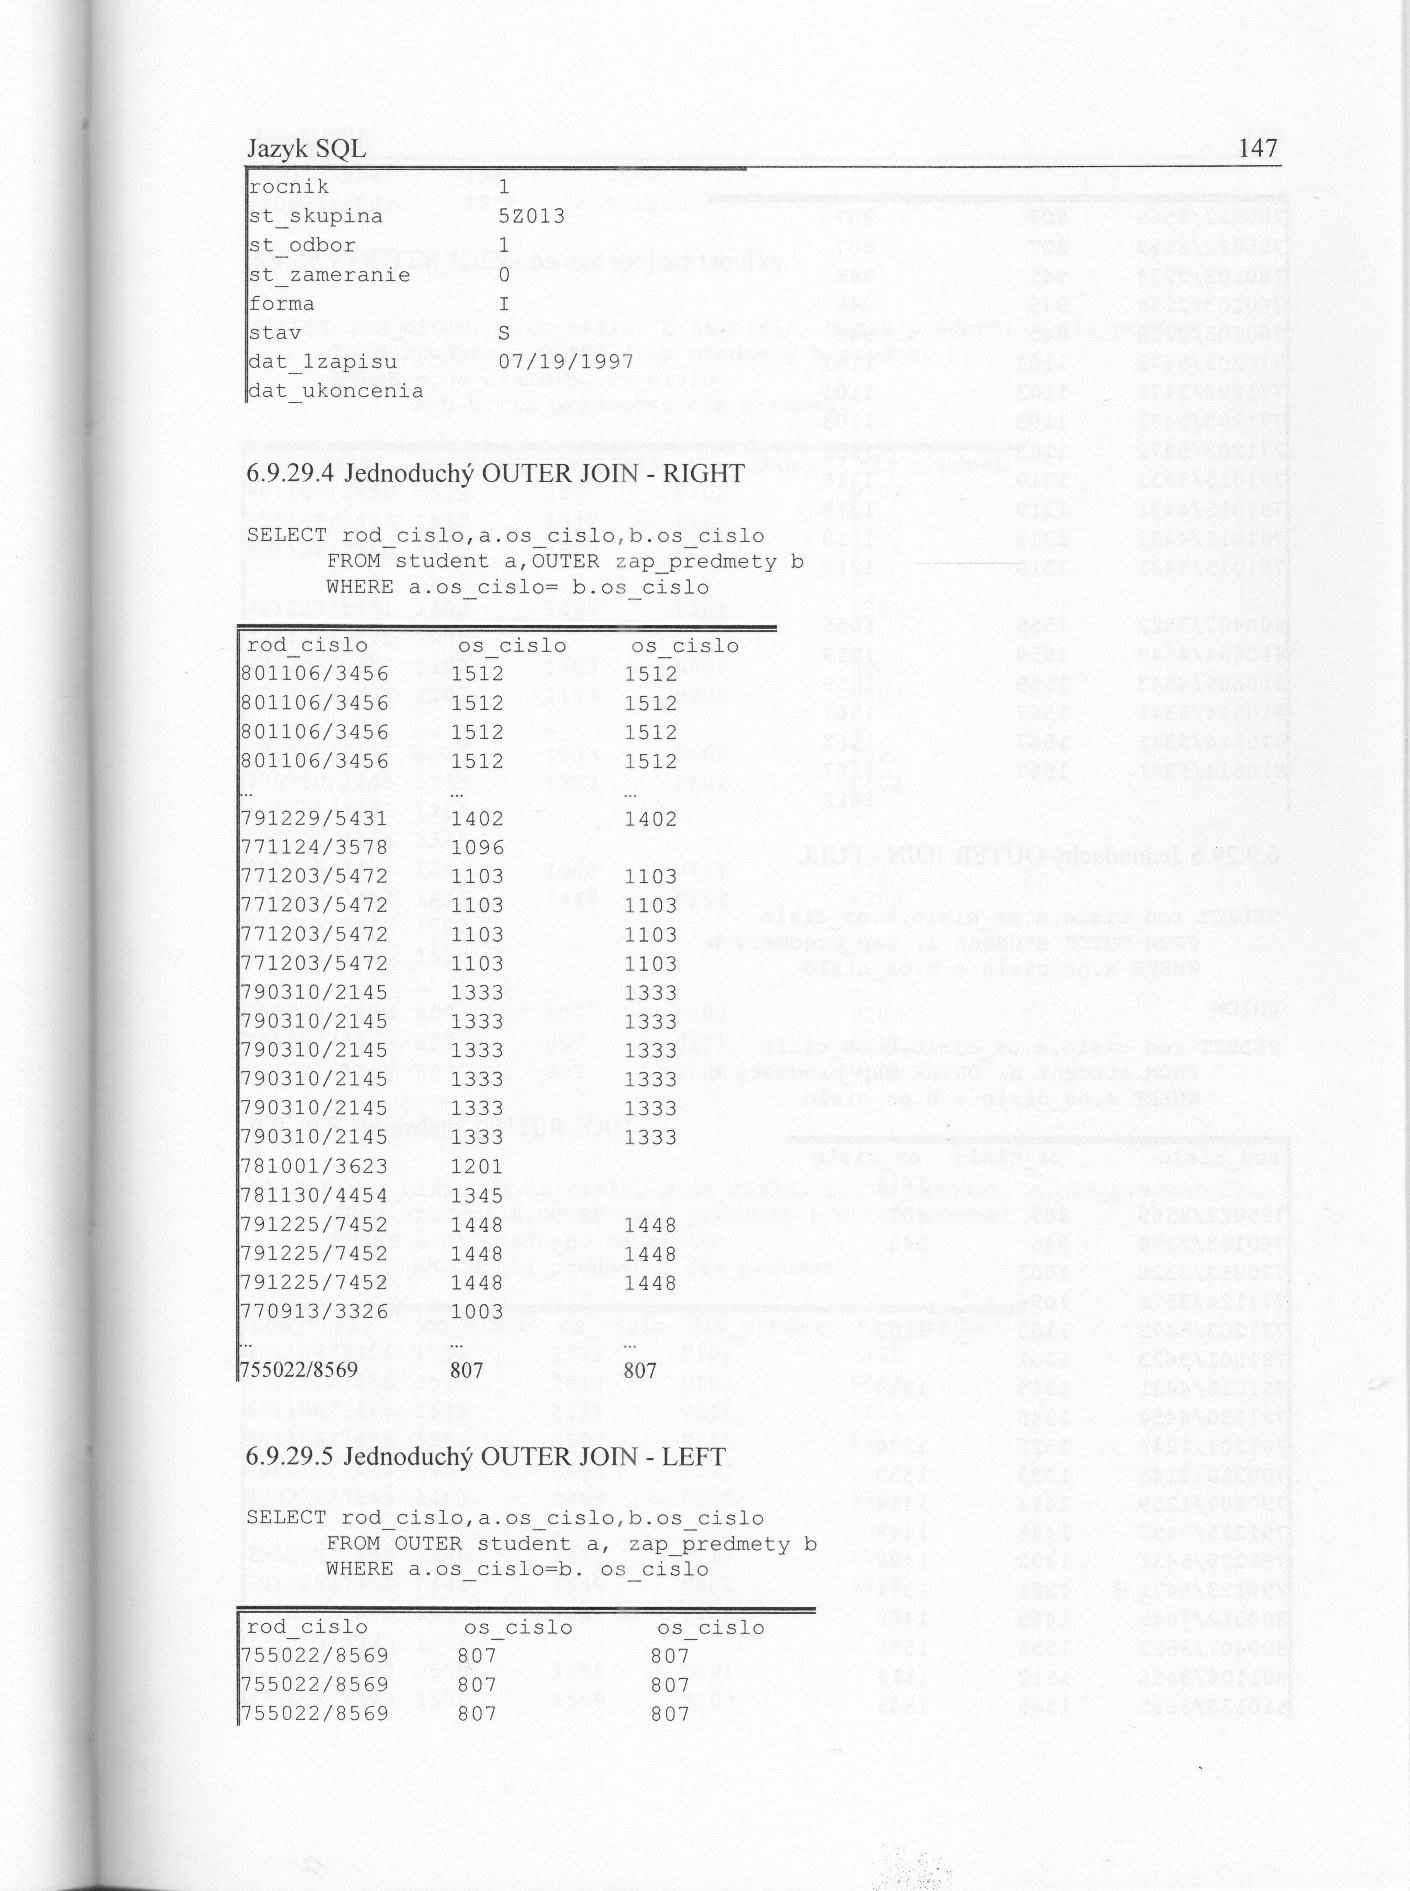 Jazyk SQL 147
rocnik 1
st_skupina 5Z013
st_odbor 1
st_zameranie 0
forma I
stav S
dat_1zapisu 07/19/1997
dat_ukoncenia
6.9.29.4 Jednoduchý OUTER JOIN - RIGHT
SELECT rod_cislo,a.os_cislo,b.os_cislo
FROM student a,OUTER zap_predmety b
WHERE a.os_cislo= b.os_cislo
rod_cislo os_cislo os_cislo
801106/3456 1512 1512
801106/3456 1512 1512
801106/3456 1512 1512
801106/3456 1512 1512
… … …
791229/5431 1402 1402
771124/3578 1096
771203/5472 1103 1103
771203/5472 1103 1103
771203/5472 1103 1103
771203/5472 1103 1103
790310/2145 1333 1333
790310/2145 1333 1333
790310/2145 1333 1333
790310/2145 1333 1333
790310/2145 1333 1333
790310/2145 1333 1333
781001/3623 1201
781130/4454 1345
791225/7452 1448 1448
791225/7452 1448 1448
791225/7452 1448 1448
770913/3326 1003
… … …
755022/8569 807 807
6.9.29.5 Jednoduchý OUTER JOIN - LEFT
SELECT rod_cislo,a.os_cislo,b.os_cislo
FROM OUTER student a, zap_predmety b
WHERE a.os_cislo=b. os_cislo
rod_cislo os_cislo os_cislo
755022/8569 807 807
755022/8569 807 807
755022/8569 807 807